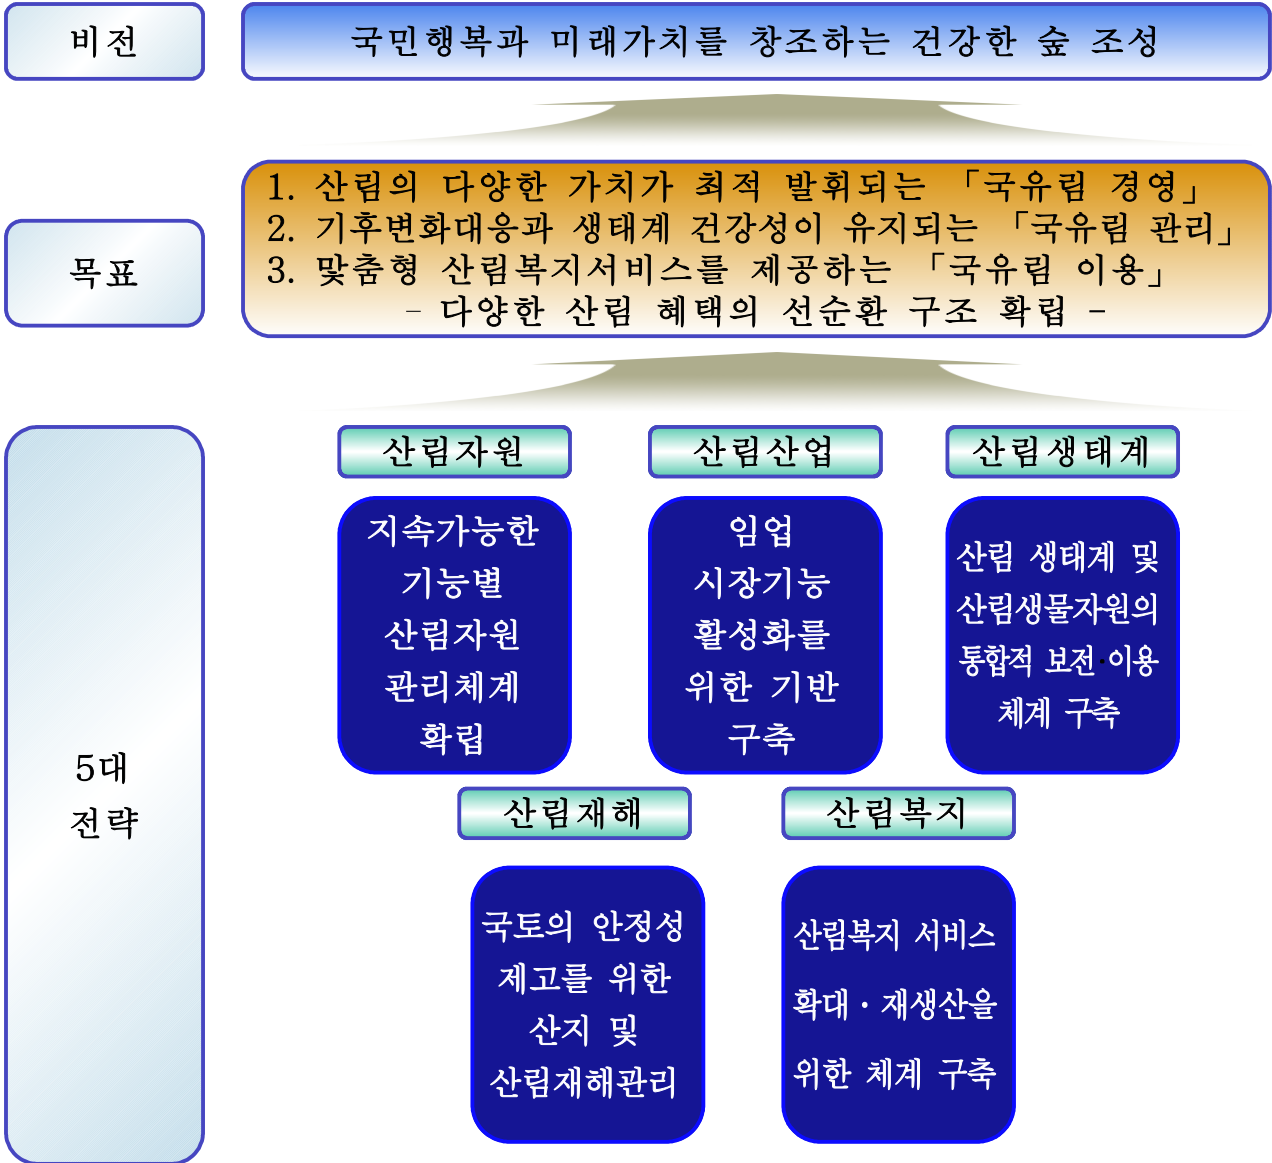 비전
국민행복과 미래가치를 창조하는 건강한 숲 조성
목표
1. 산림의 다양한 가치가 최적 발휘되는 「국유림 경영」
2. 기후변화대응과 생태계 건강성이 유지되는 「국유림 관리」
3. 맞춤형 산림복지서비스를 제공하는 「국유림 이용」
- 다양한 산림 혜택의 선순환 구조 확립 -
5대
전략
산림자원
지속가능한
기능별
산림자원
관리체계
확립
산림산업
임업
시장기능
활성화를
위한 기반
구축
산림생태계
산림 생태계 및
산림생물자원의
통합적 보전·이용
체계 구축
산림재해
국토의 안정성
제고를 위한
산지 및
산림재해관리
산림복지
산림복지 서비스
확대·재생산을
위한 체계 구축